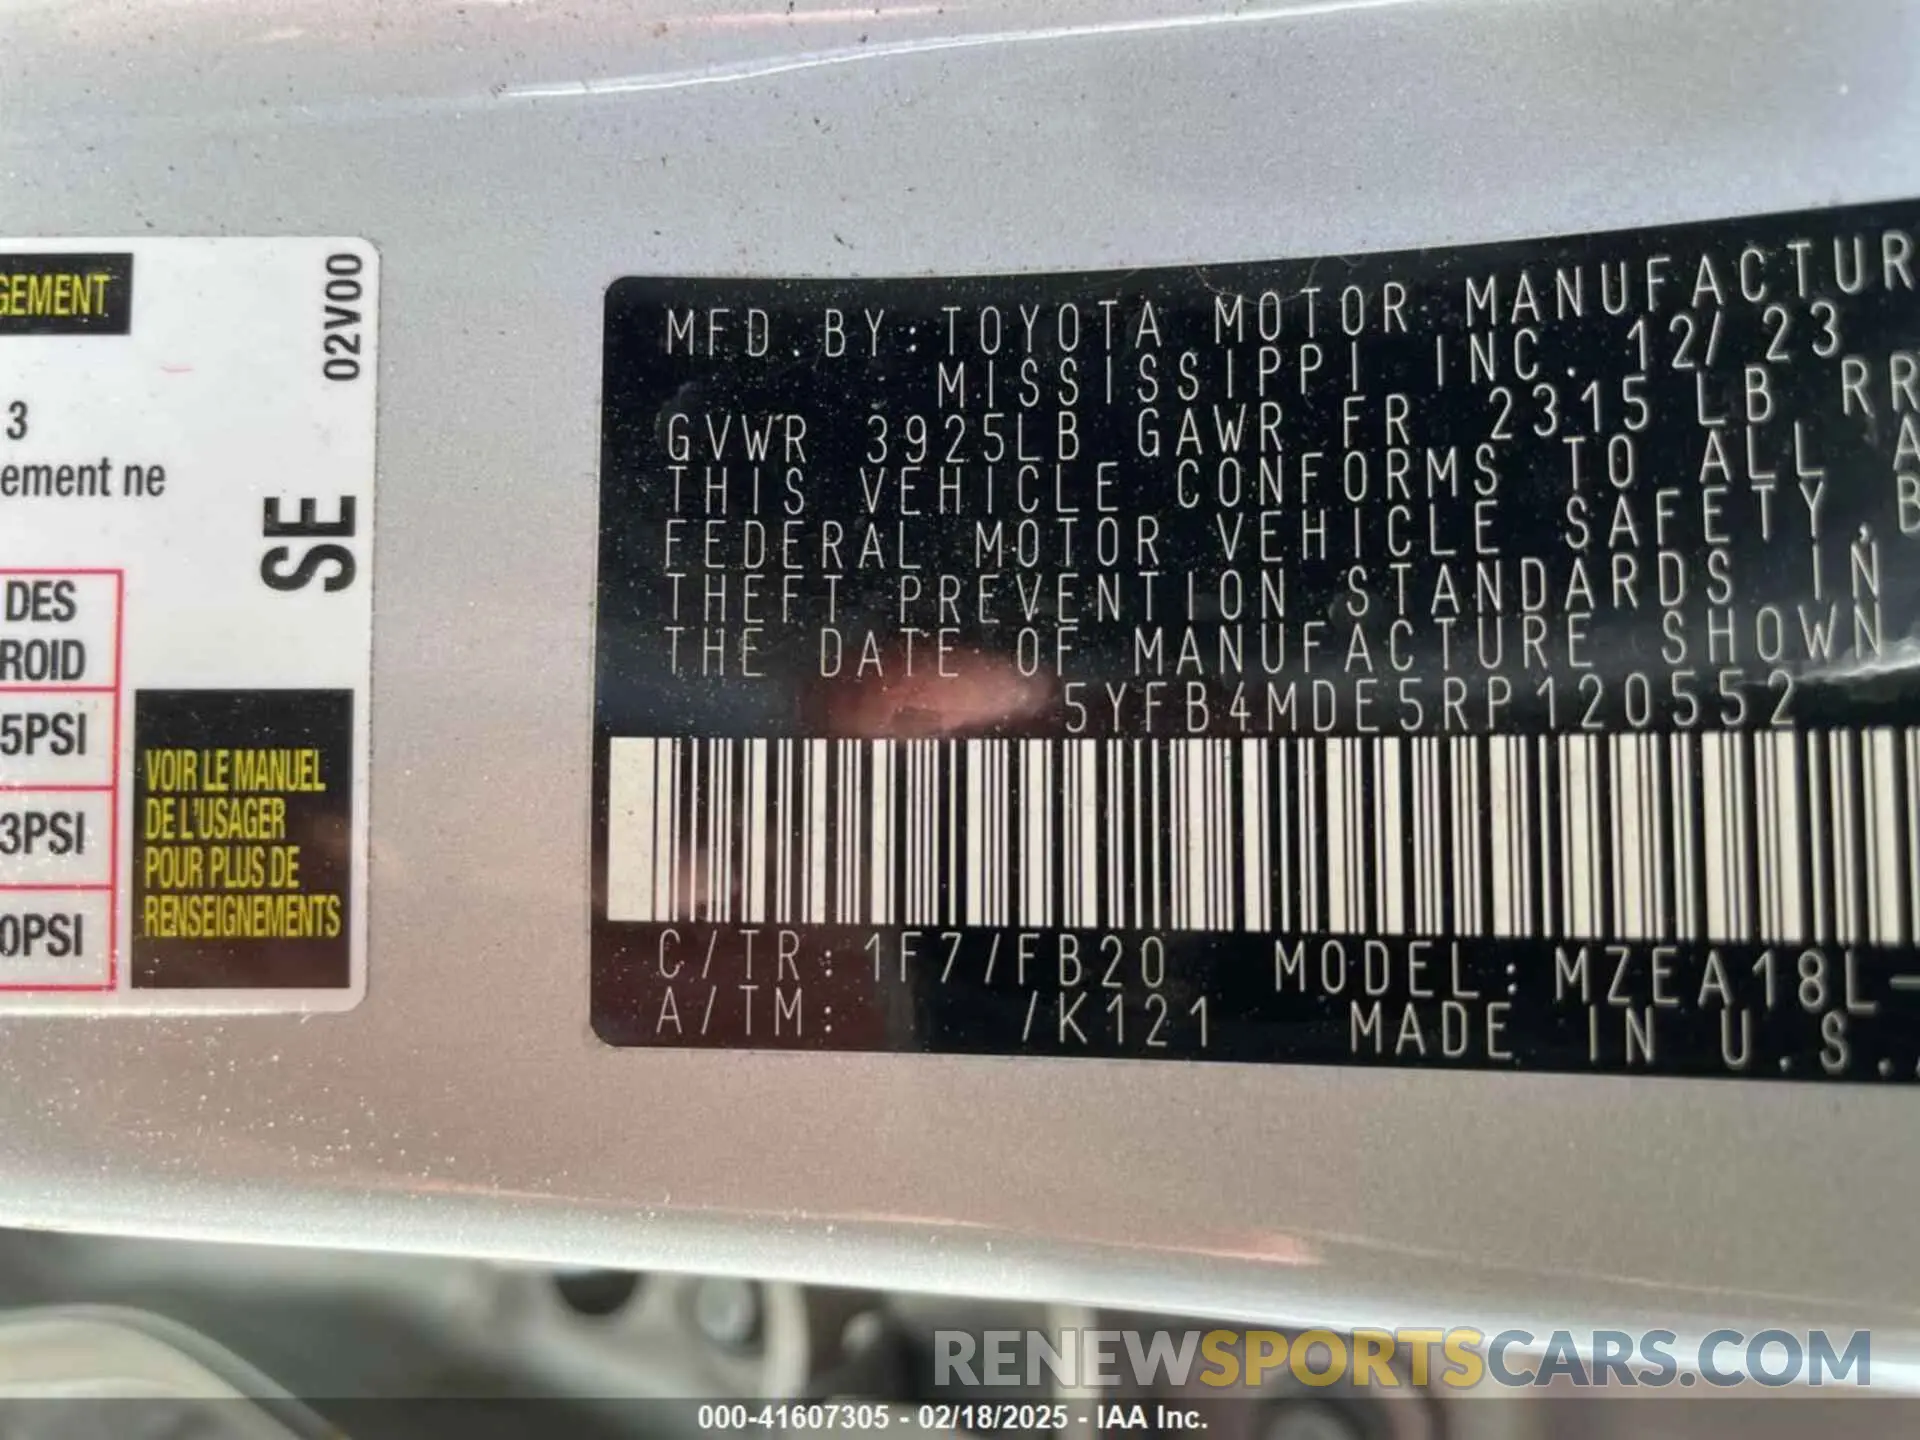 GEMENT
02V00
3
ement ne
SE
DES
ROID
5PSI
3PSI
0PSI
VOIR LE MANUEL
DE L'USAGER
POUR PLUS DE
RENSEIGNEMENTS
MFD. BY: TOYOTA MOTOR MANUFACTUR
MISSISSIPPI INC. 12/23
GVWR 3925LB GAWR FR 2315 LB RR
THIS VEHICLE CONFORMS TO ALL A
FEDERAL MOTOR VEHICLE SAFETY, B
THEFT PREVENTION STANDARDS IN
THE DATE OF MANUFACTURE SHOWN
5YFB4MDE5RP120552
C/TR: 1F7/FB20 MODEL: MZEA18L-
A/TM: /K121 MADE IN U.S.
RENEWSPORTSCARS.COM
000-41607305 - 02/18/2025 - IAA Inc.